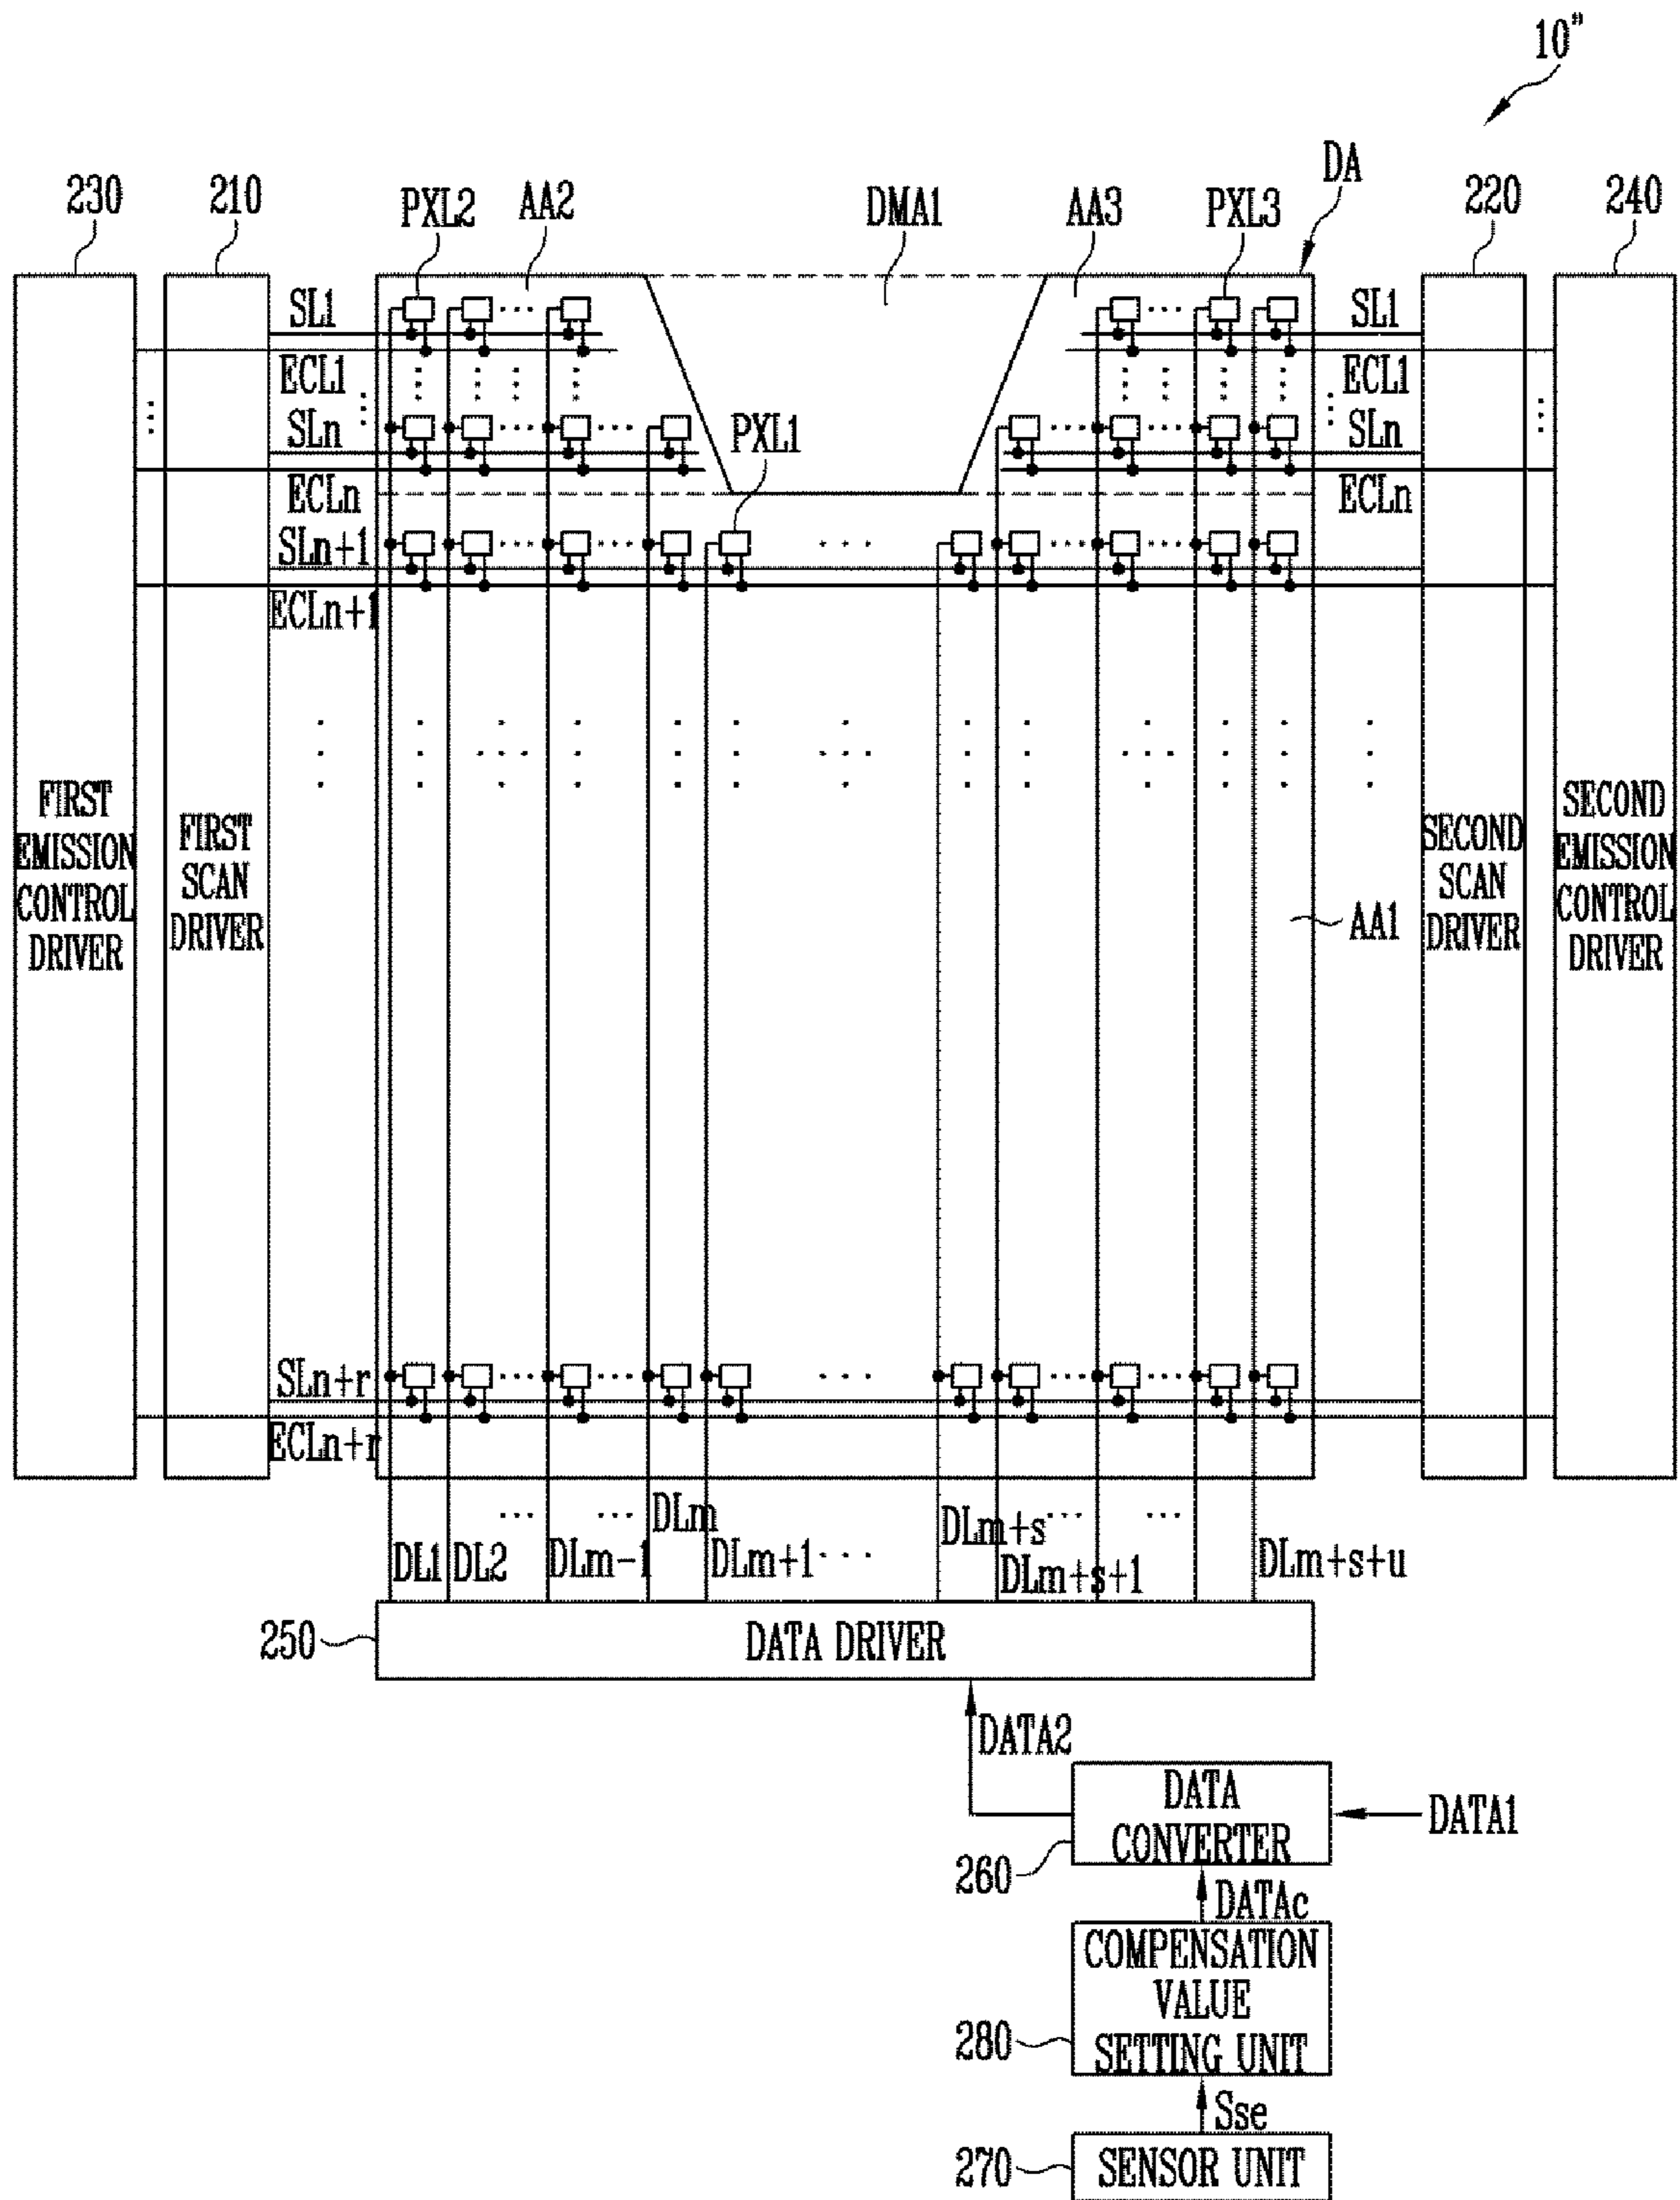 10"
230
210
PXL2
AA2
DMA1
AA3
PXL3
DA
220
240
SL1
SL1
ECL1
ECL1
SLn
SLn
PXL1
ECLn
ECLn
SLn+1
ECLn+1
FIRST
EMISSION
CONTROL
DRIVER
FIRST
SCAN
DRIVER
SECOND
SCAN
DRIVER
SECOND
EMISSION
CONTROL
DRIVER
AA1
SLn+r
ECLn+r
DL1
DL2
DLm-1
DLm
DLm+1
DLm+s
DLm+s+1
DLm+s+u
250
DATA DRIVER
DATA2
DATA
CONVERTER
DATA1
260
DATAc
COMPENSATION
VALUE
SETTING UNIT
280
Sse
270
SENSOR UNIT